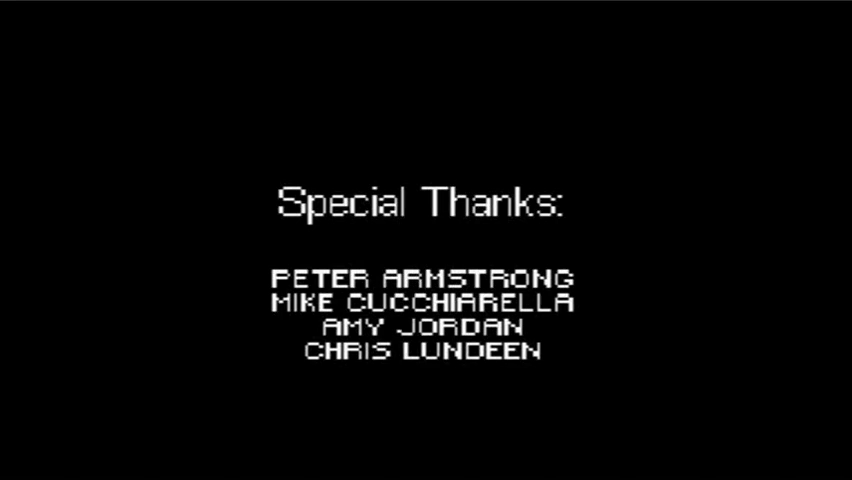 Special Thanks:
PETER ARMSTRONG
MIKE CUCCHIARELLA
AMY JORDAN
CHRIS LUNDEEN